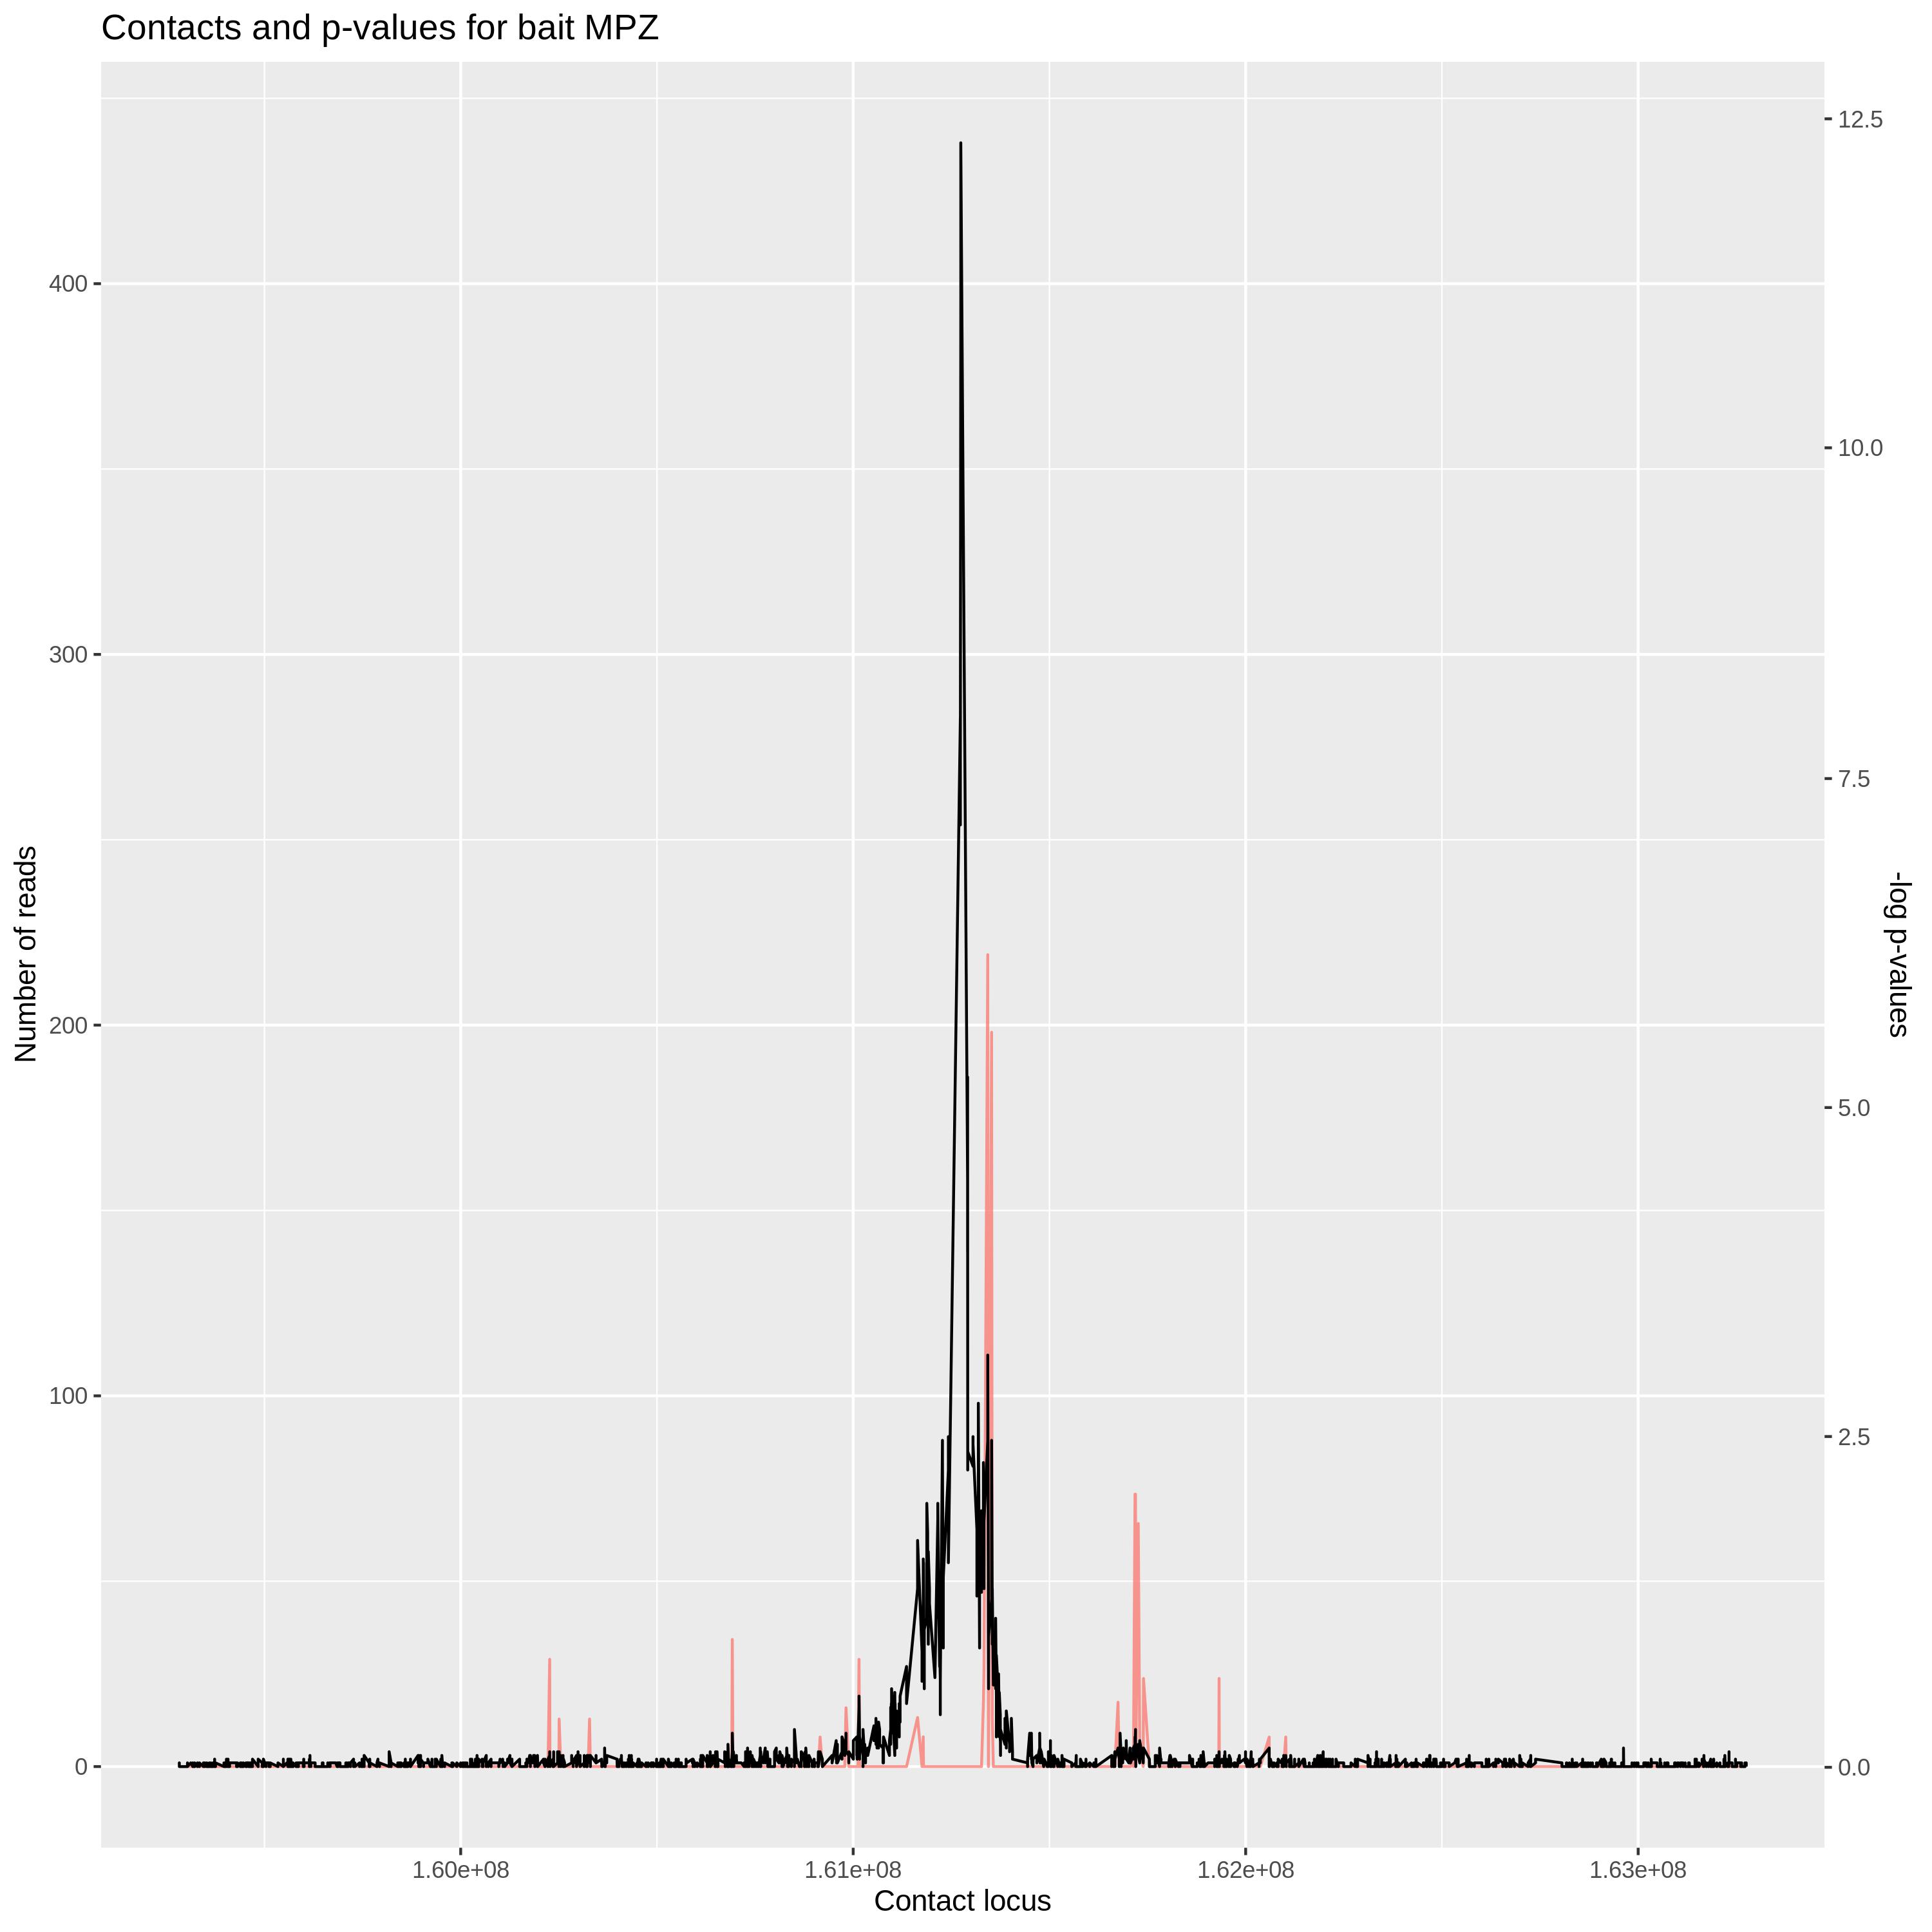 Contacts and p-values for bait MPZ
Number of reads
400
300
200
100
0
12.5
10.0
7.5
5.0
2.5
0.0
-log p-values
1.60e+08 1.61e+08 1.62e+08 1.63e+08
Contact locus